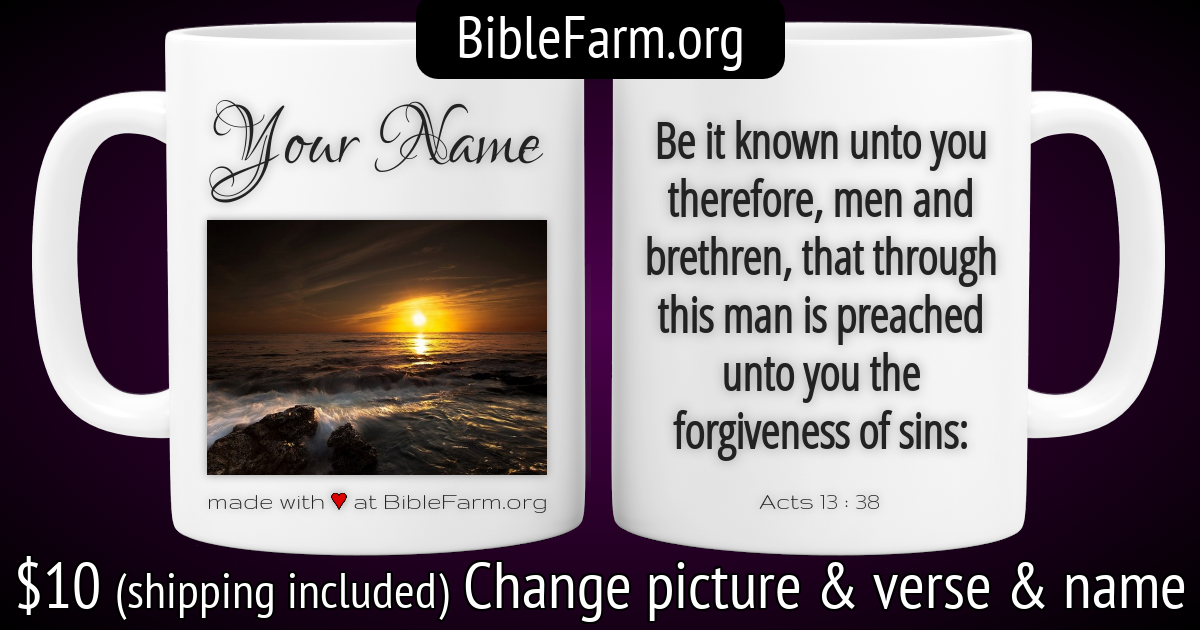 BibleFarm.org
Your Name
made with ♥ at BibleFarm.org
Be it known unto you
therefore, men and
brethren, that through
this man is preached
unto you the
forgiveness of sins:
Acts 13 : 38
$10 (shipping included) Change picture & verse & name